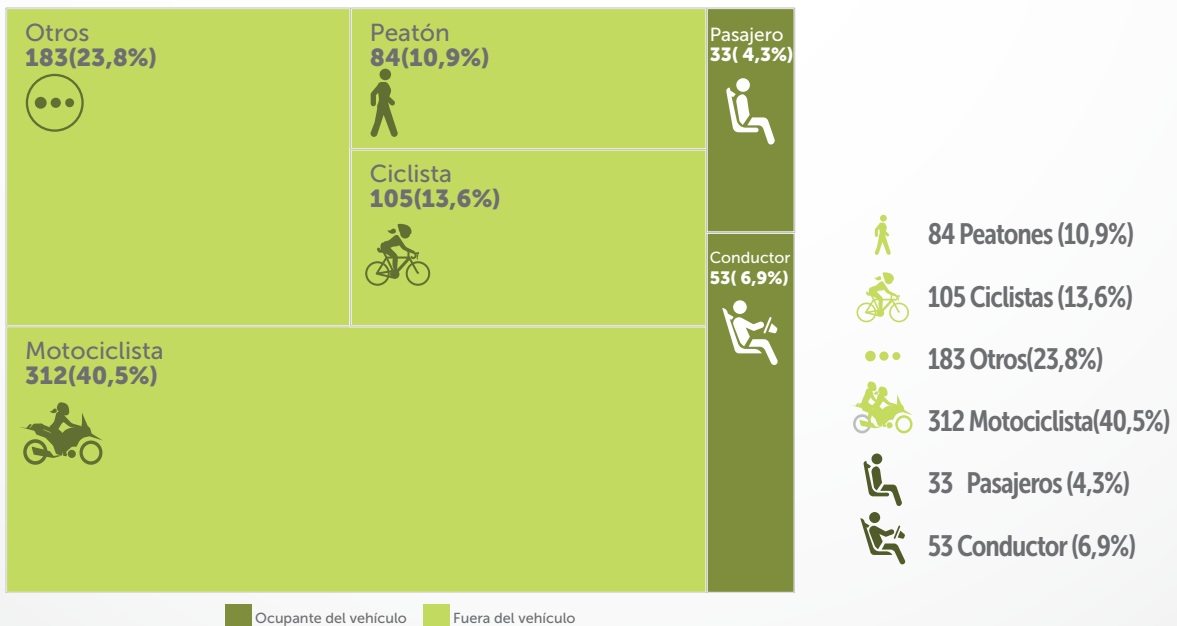 Otros
183(23,8%)
Peatón
84(10,9%)
Pasajero
33( 4,3%)
Ciclista
105(13,6%)
Conductor
53( 6,9%)
Motociclista
312(40,5%)
84 Peatones (10,9%)
105 Ciclistas (13,6%)
183 Otros(23,8%)
312 Motociclista(40,5%)
33 Pasajeros (4,3%)
53 Conductor (6,9%)
Ocupante del vehículo
Fuera del vehículo